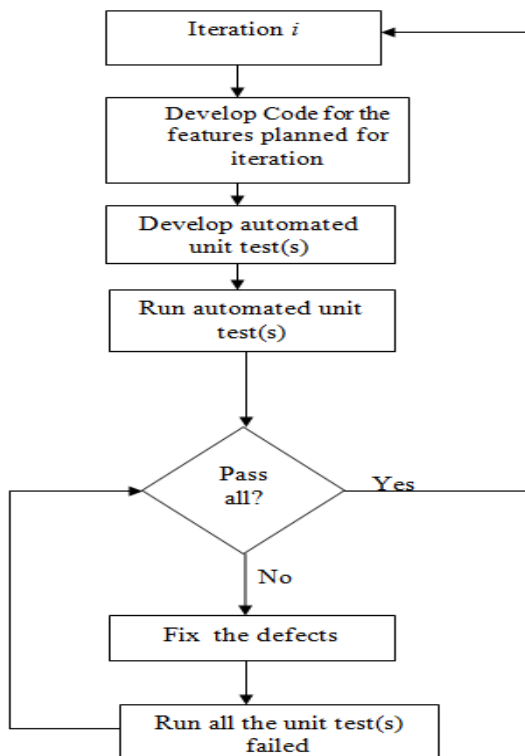 Iteration i
Develop Code for the
features planned for
iteration
Develop automated
unit test(s)
Run automated unit
test(s)
Pass
all?
Yes
No
Fix the defects
Run all the unit test(s)
failed